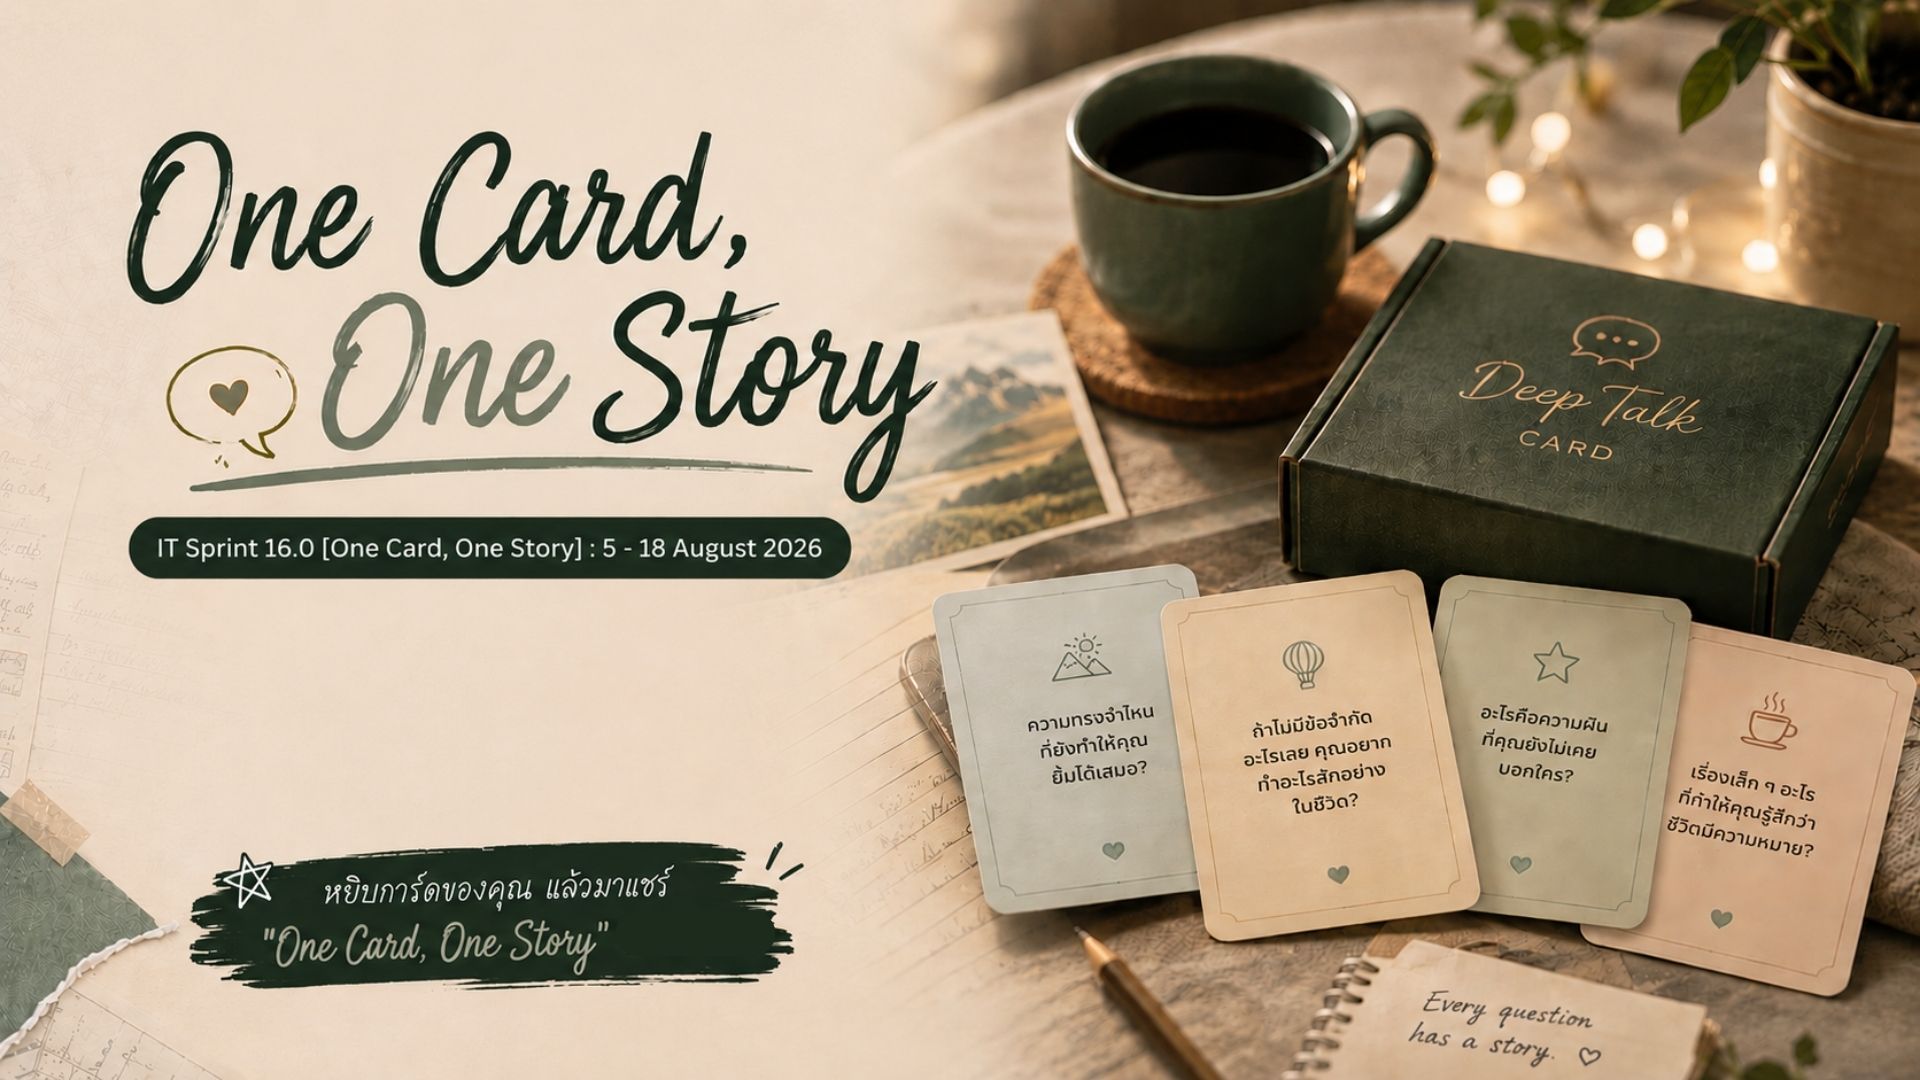 One Card,
One Story
IT Sprint 16.0 [One Card, One Story] : 5 - 18 August 2026
หยิบการ์ดของคุณ แล้วมาแชร์
"One Card, One Story"
Deep Talk
CARD
ความทรงจำไหน
ที่ยังทำให้คุณ
ยิ้มได้เสมอ?
ถ้าไม่มีข้อจำกัด
อะไรเลย คุณอยาก
ทำอะไรสักอย่าง
ในชีวิต?
อะไรคือความฝัน
ที่คุณยังไม่เคย
บอกใคร?
เรื่องเล็ก ๆ อะไร
ที่ทำให้คุณรู้สึกว่า
ชีวิตมีความหมาย?
Every question
has a story. ♡